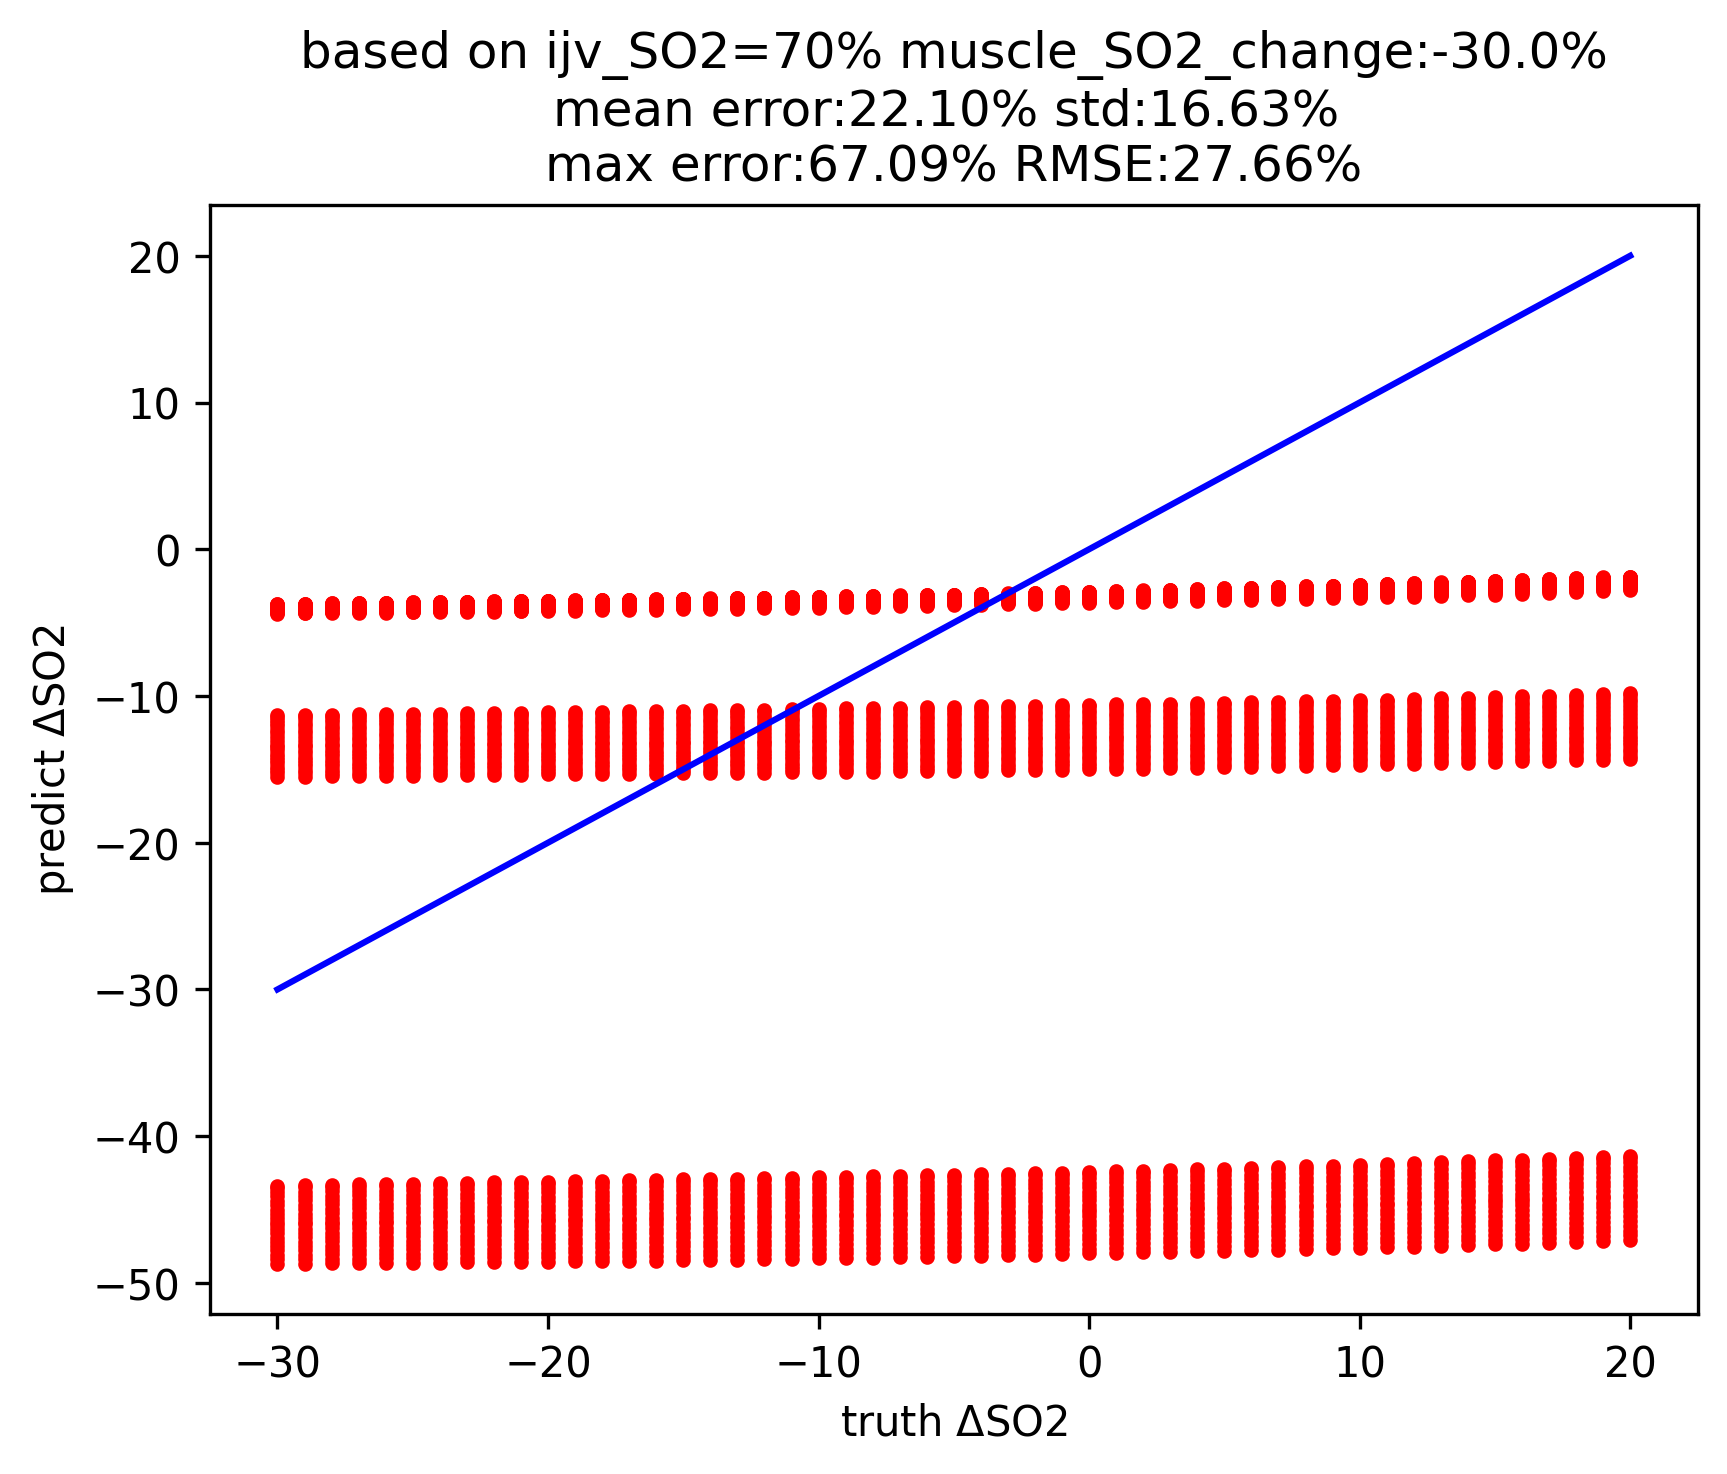 based on ijv_SO2=70% muscle_SO2_change:-30.0%
mean error:22.10% std:16.63%
max error:67.09% RMSE:27.66%
20
10
0
−10
−20
−30
−40
−50
predict ΔSO2
−30 −20 −10 0 10 20
truth ΔSO2